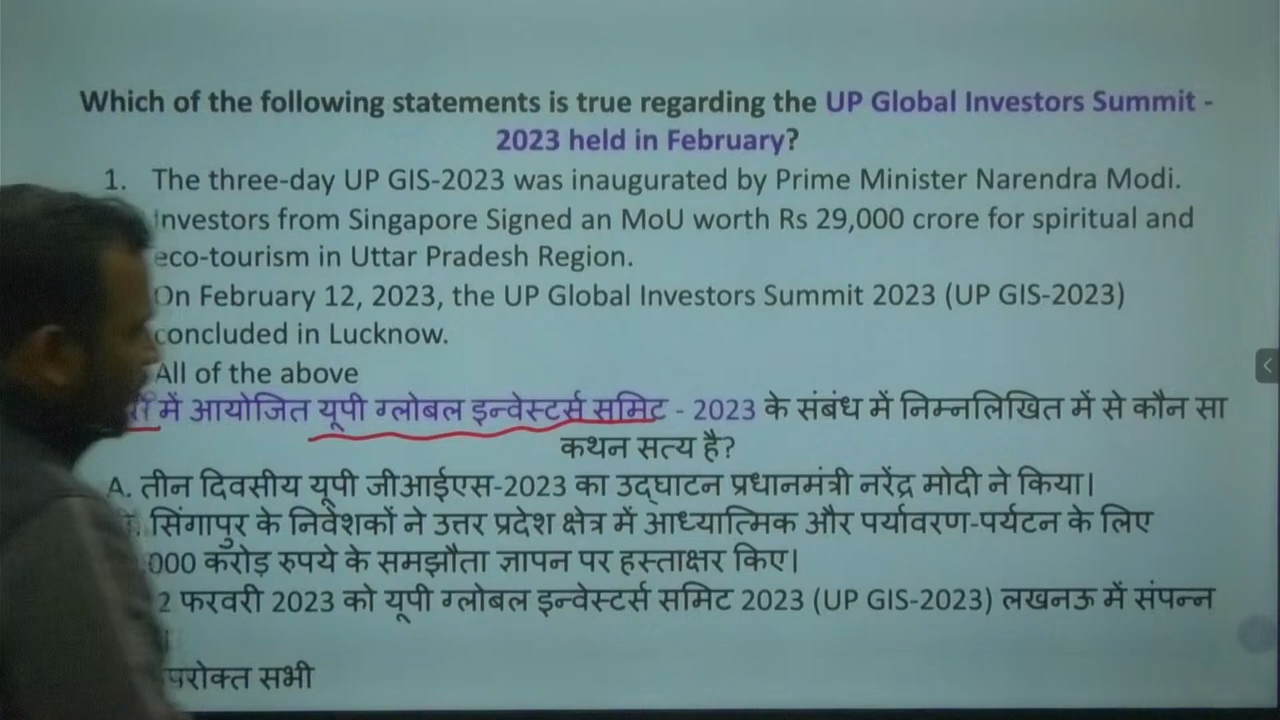 Which of the following statements is true regarding the UP Global Investors Summit -
2023 held in February?
1. The three-day UP GIS-2023 was inaugurated by Prime Minister Narendra Modi.
Investors from Singapore Signed an MoU worth Rs 29,000 crore for spiritual and
eco-tourism in Uttar Pradesh Region.
On February 12, 2023, the UP Global Investors Summit 2023 (UP GIS-2023)
concluded in Lucknow.
All of the above
में आयोजित यूपी ग्लोबल इन्वेस्टर्स समिट - 2023 के संबंध में निम्नलिखित में से कौन सा
कथन सत्य है?
A. तीन दिवसीय यूपी जीआईएस-2023 का उद्घाटन प्रधानमंत्री नरेंद्र मोदी ने किया।
सिंगापुर के निवेशकों ने उत्तर प्रदेश क्षेत्र में आध्यात्मिक और पर्यावरण-पर्यटन के लिए
000 करोड़ रुपये के समझौता ज्ञापन पर हस्ताक्षर किए।
2 फरवरी 2023 को यूपी ग्लोबल इन्वेस्टर्स समिट 2023 (UP GIS-2023) लखनऊ में संपन्न
परोक्त सभी